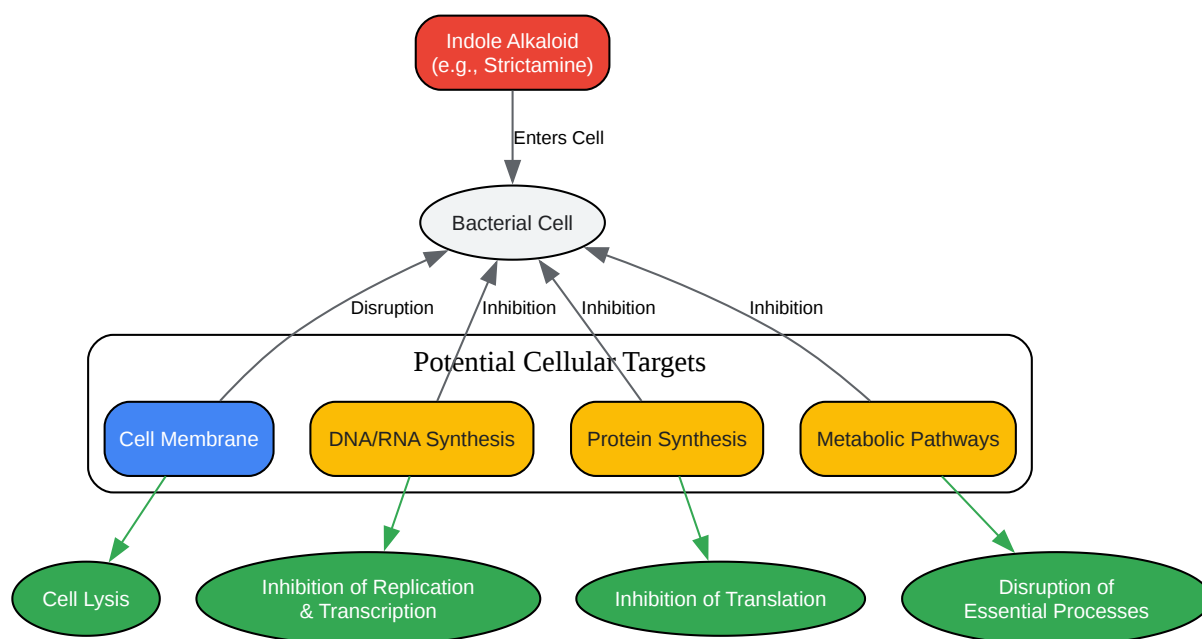 Indole Alkaloid
(e.g., Strictamine)
Enters Cell
Bacterial Cell
Disruption
Inhibition
Inhibition
Inhibition
Potential Cellular Targets
Cell Membrane
DNA/RNA Synthesis
Protein Synthesis
Metabolic Pathways
Cell Lysis
Inhibition of Replication
& Transcription
Inhibition of Translation
Disruption of
Essential Processes